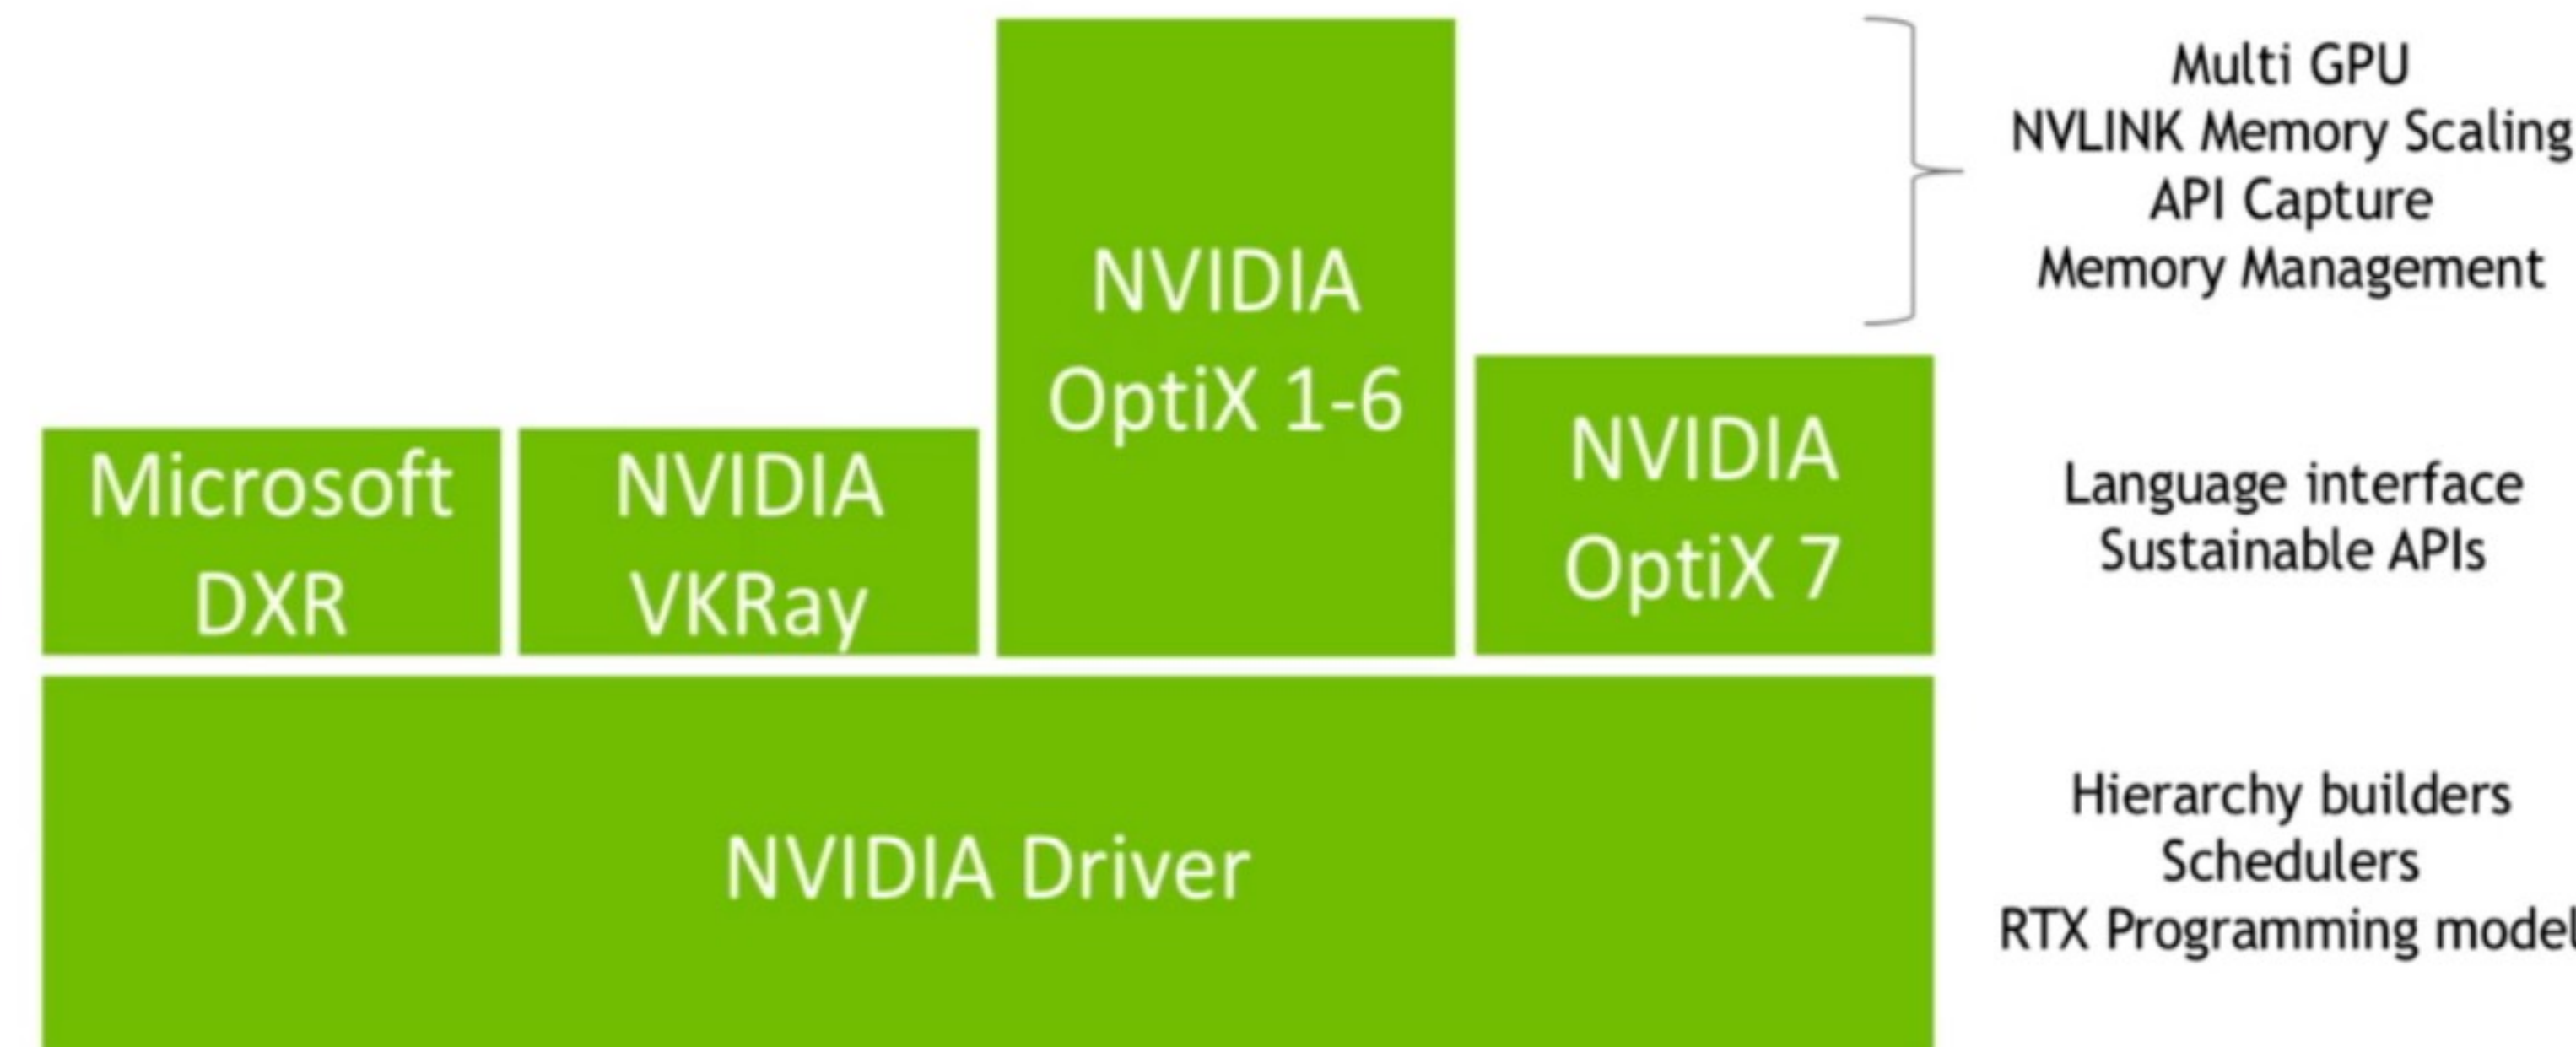 NVIDIA
OptiX 1-6
Multi GPU
NVLINK Memory Scaling
API Capture
Memory Management
Microsoft
DXR
NVIDIA
VKRay
NVIDIA
OptiX 7
Language interface
Sustainable APIs
NVIDIA Driver
Hierarchy builders
Schedulers
RTX Programming model